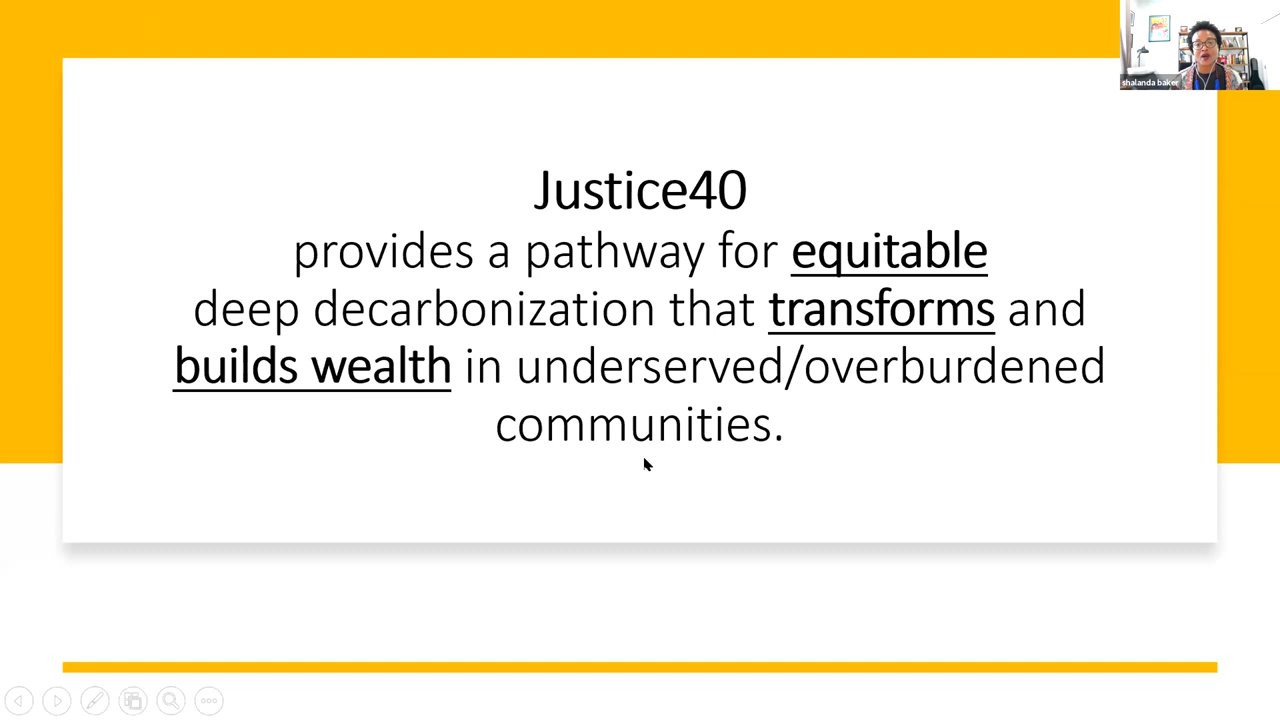 shalanda baker
Justice40
provides a pathway for equitable
deep decarbonization that transforms and
builds wealth in underserved/overburdened
communities.